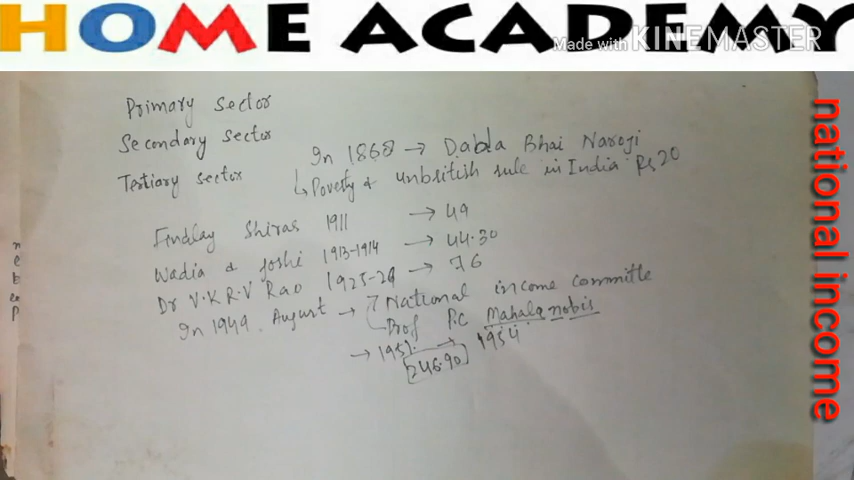 HOME ACADEMY
Made with KINEMASTER
national income
Primary Sector
Secondary Sector
Tertiary Sector
In 1868 → Dabda Bhai Naroji
↳ Poverty & unbritish rule in India Rs 20
Findlay Shiras 1911 → 49
Wadia & Joshi 1913-1914 → 44.30
Dr V.K.R.V Rao 1925-29 → 76
In 1949 August → National income committe
Prof P.C Mahalanobis
→ 1951 → 1954
246.90